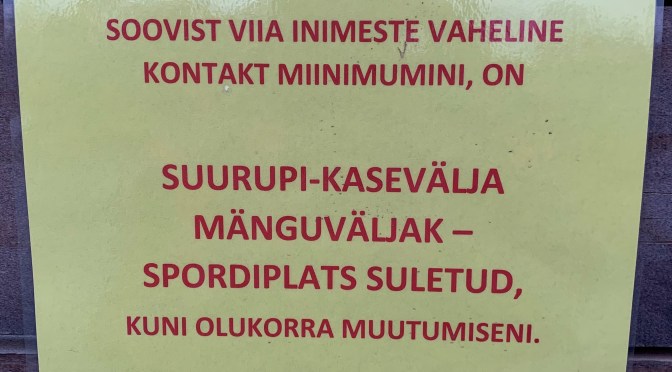 SOOVIST VIIA INIMESTE VAHELINE
KONTAKT MIINIMUMINI, ON
SUURUPI-KASEVÄLJA
MÄNGUVÄLJAK –
SPORDIPLATS SULETUD,
KUNI OLUKORRA MUUTUMISENI.